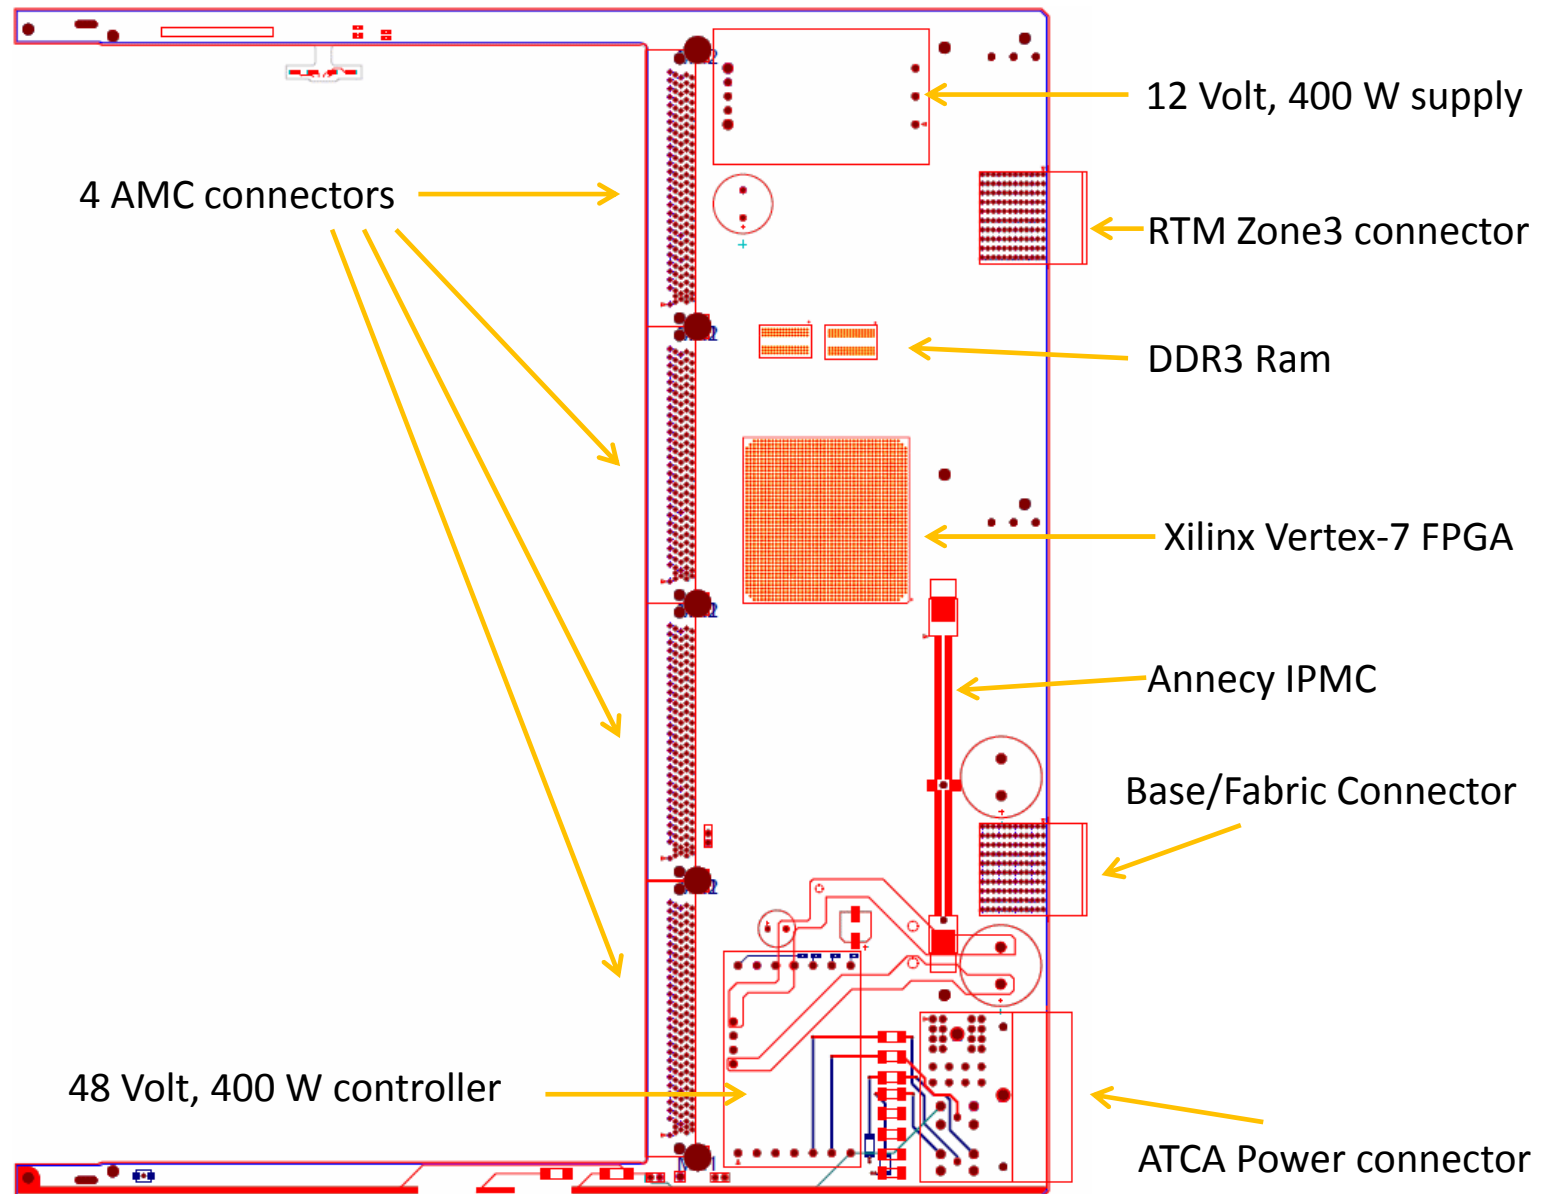 12 Volt, 400 W supply
4 AMC connectors
RTM Zone3 connector
DDR3 Ram
Xilinx Vertex-7 FPGA
Annecy IPMC
Base/Fabric Connector
48 Volt, 400 W controller
ATCA Power connector